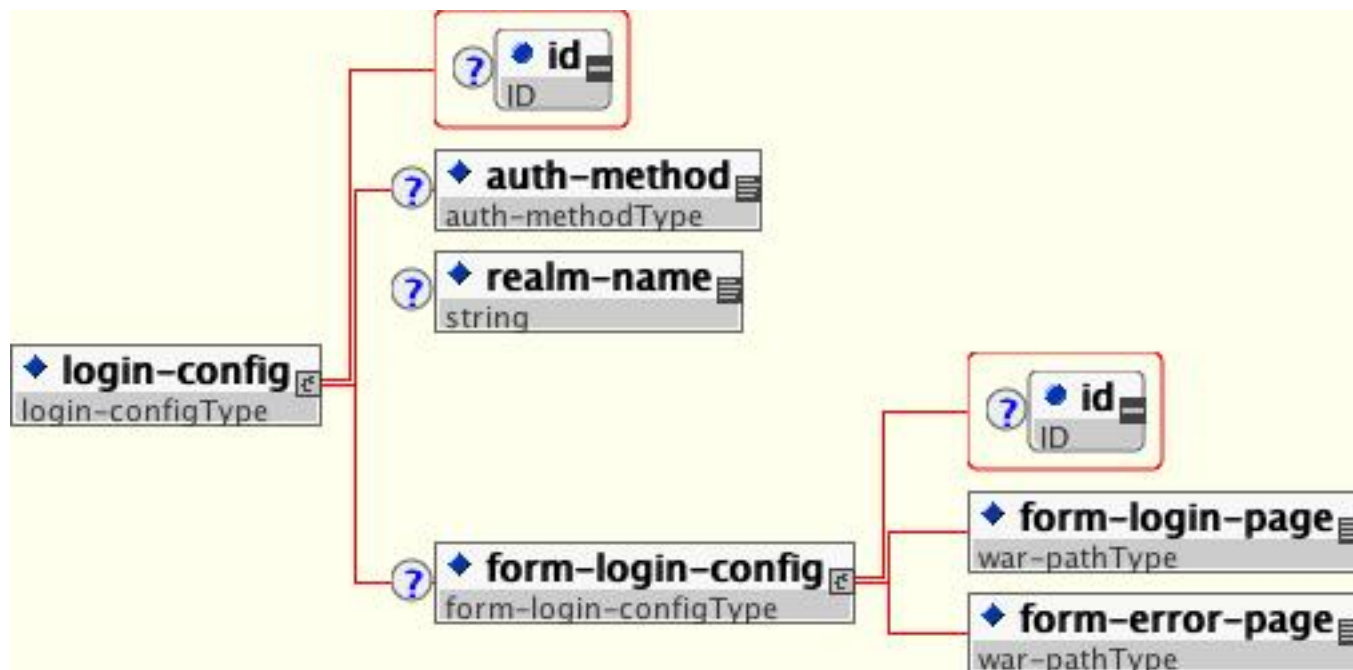 ? id
ID
? auth-method
auth-methodType
? realm-name
string
login-config
login-configType
? id
ID
form-login-page
war-pathType
? form-login-config
form-login-configType
form-error-page
war-pathType